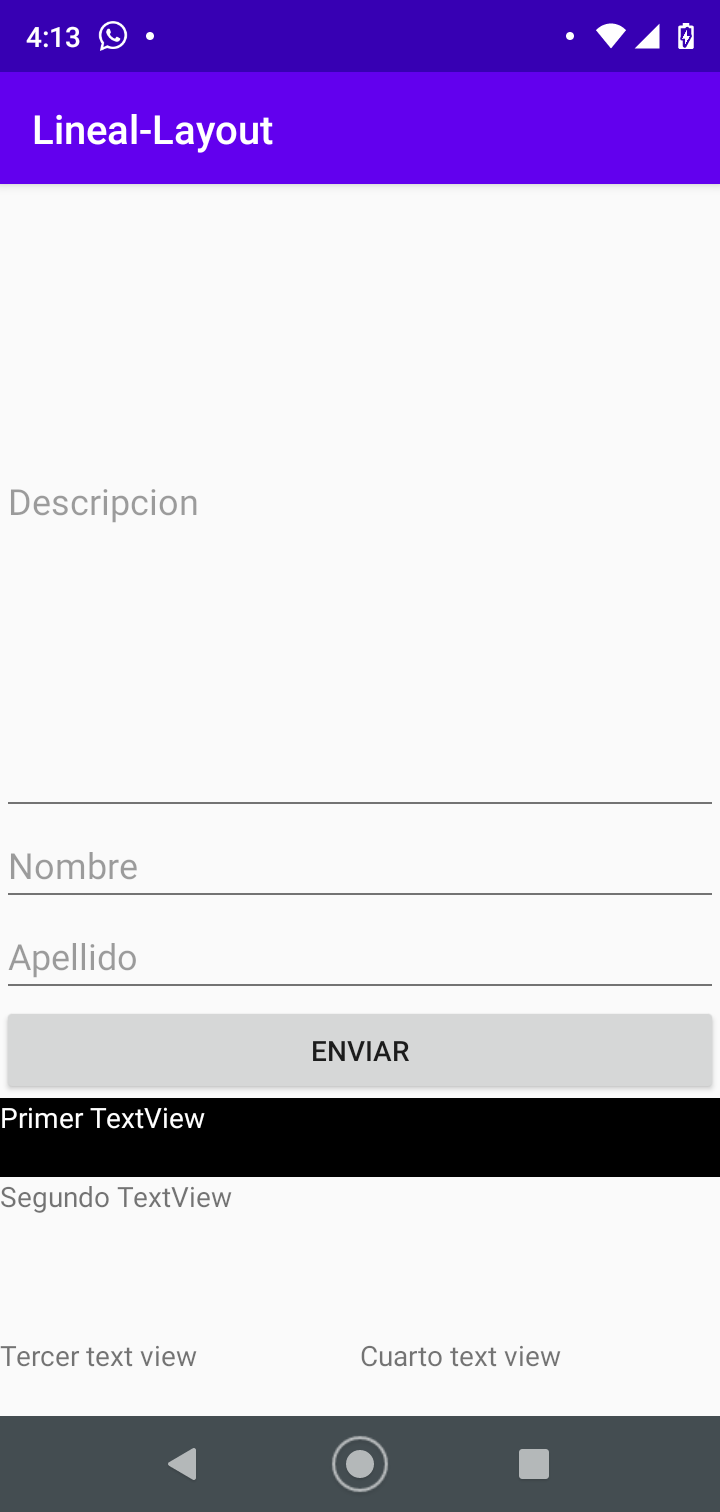 4:13
Lineal-Layout
Descripcion
Nombre
Apellido
ENVIAR
Primer TextView
Segundo TextView
Tercer text view
Cuarto text view